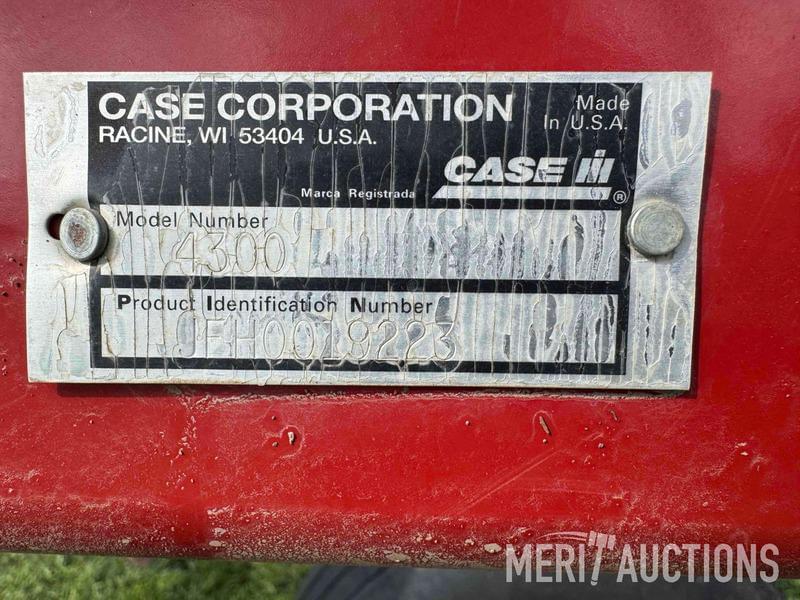 CASE CORPORATION
RACINE, WI 53404 U.S.A.
Made
In U.S.A.
CASE IH
®
Marca Registrada
Model Number
4300
Product Identification Number
JFH0019223
MERIT AUCTIONS